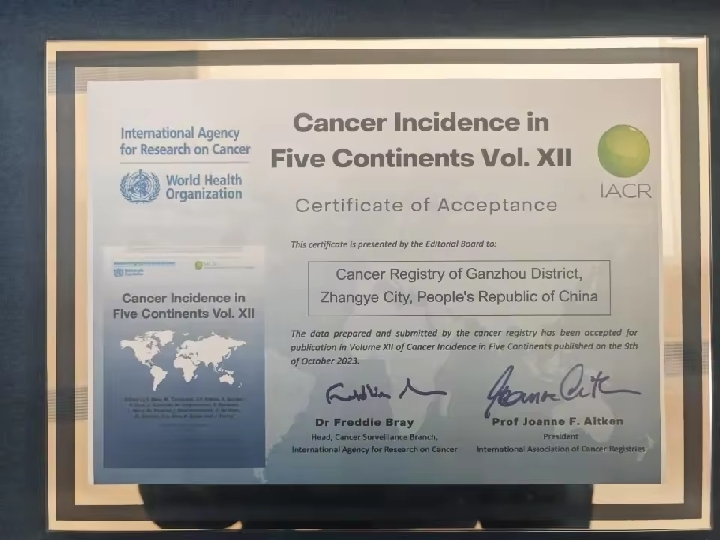 International Agency
for Research on Cancer
World Health
Organization
Cancer Incidence in
Five Continents Vol. XII
IACR
Certificate of Acceptance
This certificate is presented by the Editorial Board to:
Cancer Registry of Ganzhou District,
Zhangye City, People's Republic of China
The data prepared and submitted by the cancer registry has been accepted for
publication in Volume XII of Cancer Incidence in Five Continents published on the 9th
of October 2023.
Dr Freddie Bray
Head, Cancer Surveillance Branch,
International Agency for Research on Cancer
Prof Joanne F. Aitken
President
International Association of Cancer Registries
Cancer Incidence in
Five Continents Vol. XII